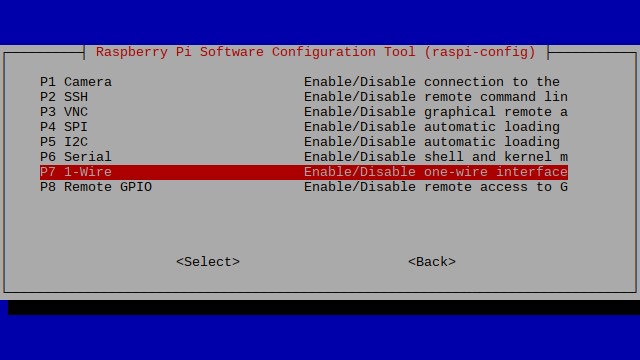 Raspberry Pi Software Configuration Tool (raspi-config)
P1 Camera Enable/Disable connection to the
P2 SSH Enable/Disable remote command lin
P3 VNC Enable/Disable graphical remote a
P4 SPI Enable/Disable automatic loading
P5 I2C Enable/Disable automatic loading
P6 Serial Enable/Disable shell and kernel m
P7 1-Wire Enable/Disable one-wire interface
P8 Remote GPIO Enable/Disable remote access to G
<Select> <Back>